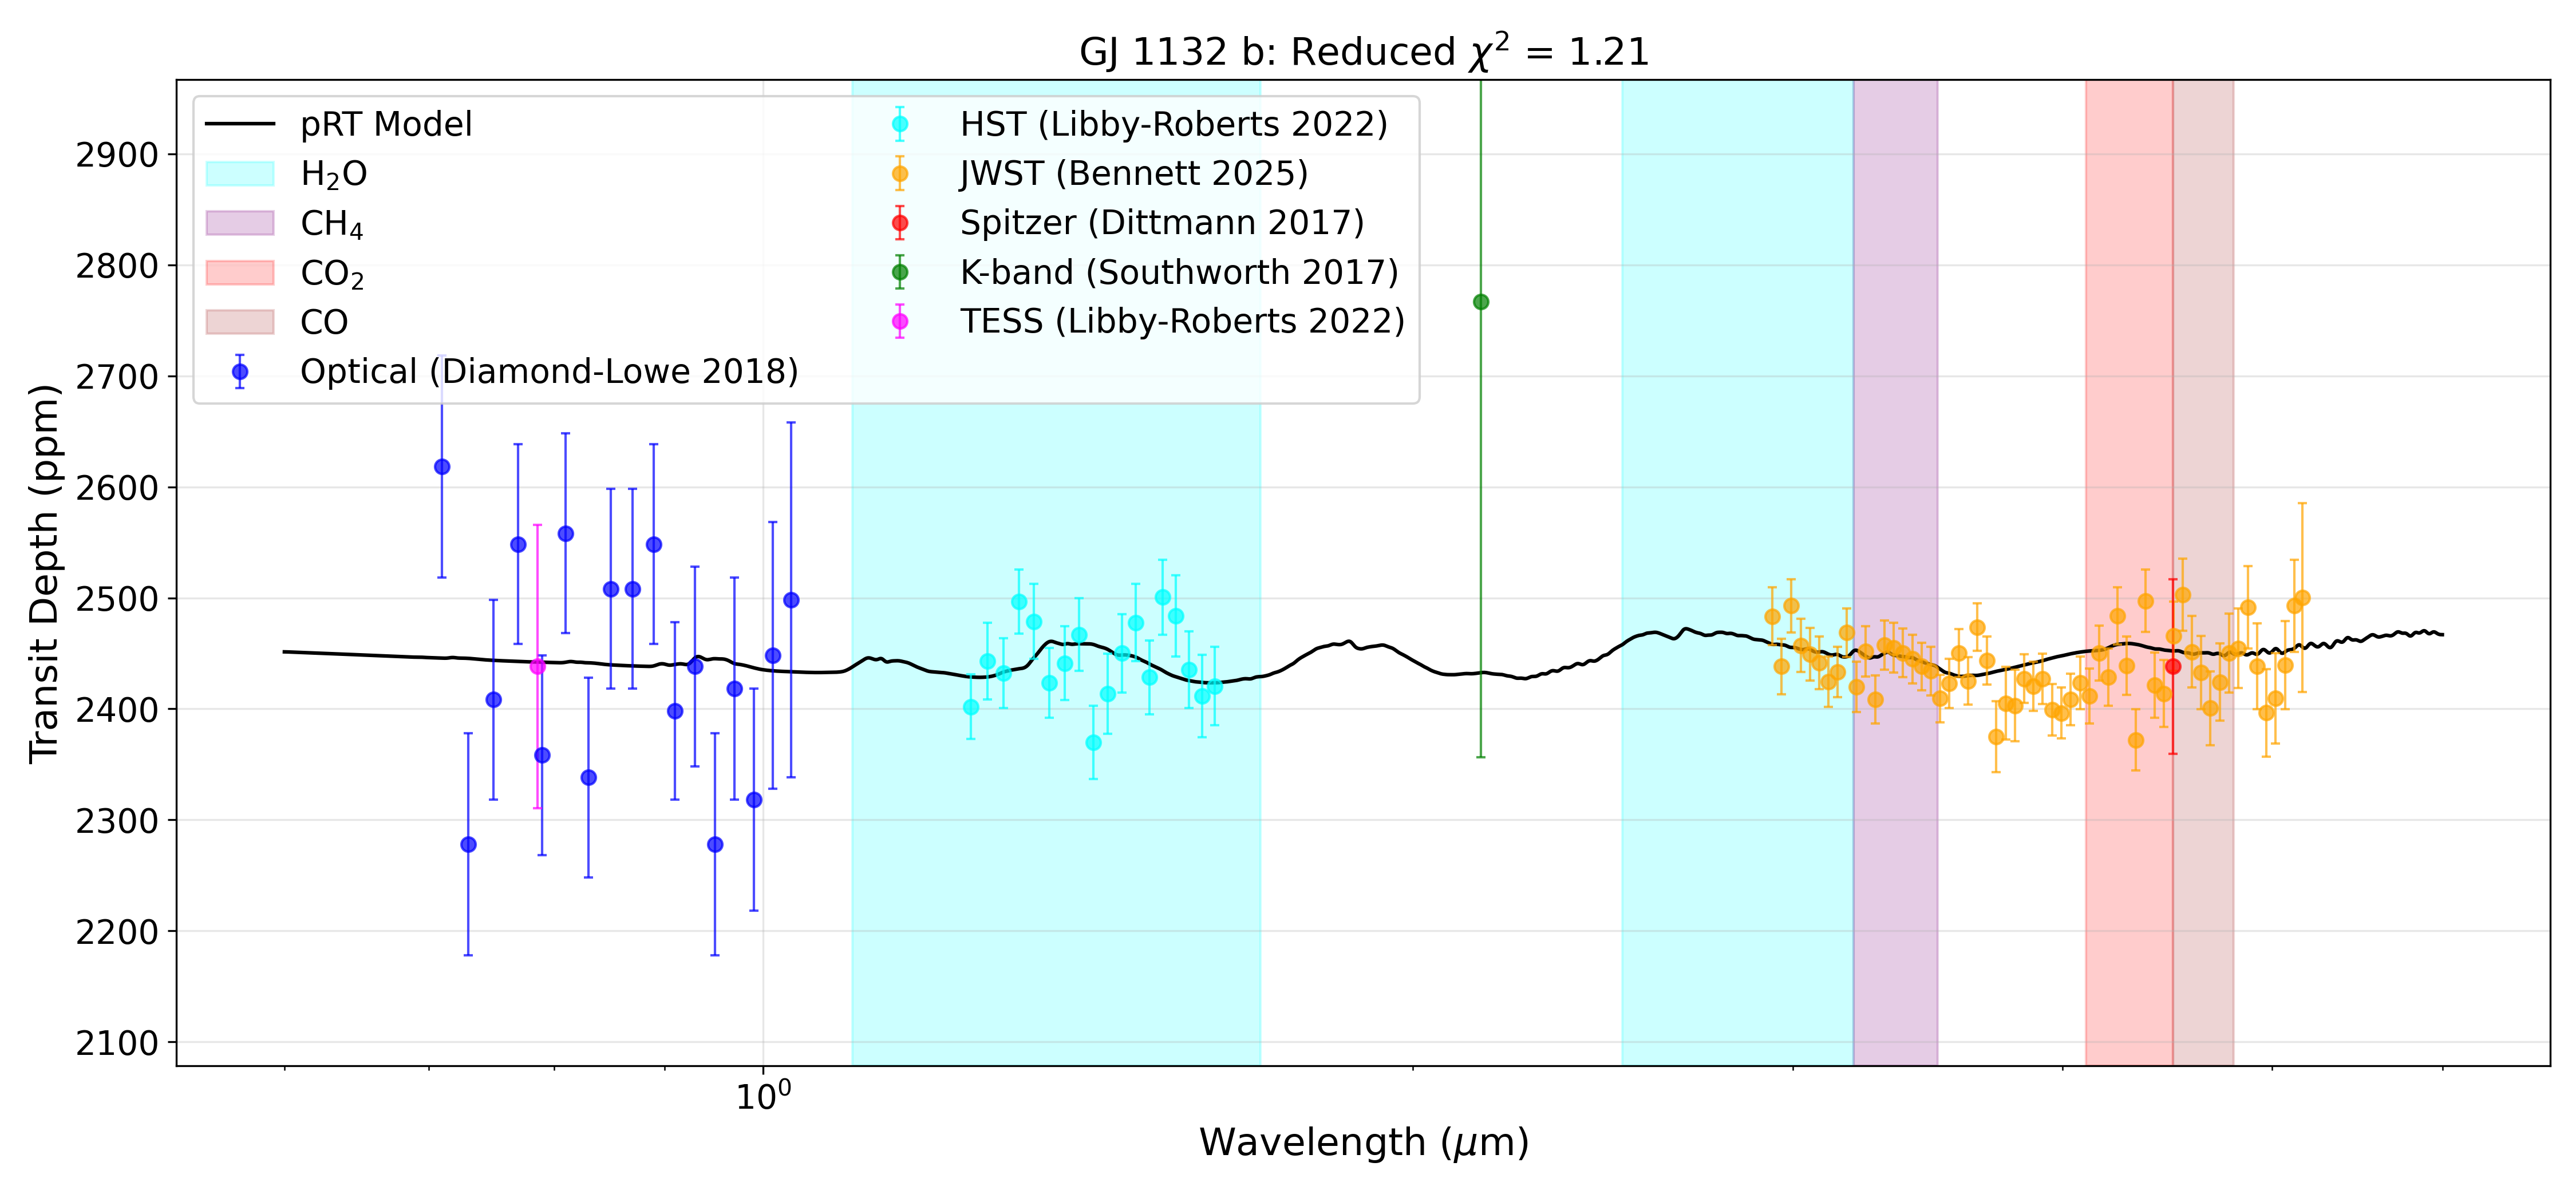 GJ 1132 b: Reduced χ² = 1.21
pRT Model
H₂O
CH₄
CO₂
CO
Optical (Diamond-Lowe 2018)
HST (Libby-Roberts 2022)
JWST (Bennett 2025)
Spitzer (Dittmann 2017)
K-band (Southworth 2017)
TESS (Libby-Roberts 2022)
Transit Depth (ppm)
2900
2800
2700
2600
2500
2400
2300
2200
2100
10⁰
Wavelength (μm)